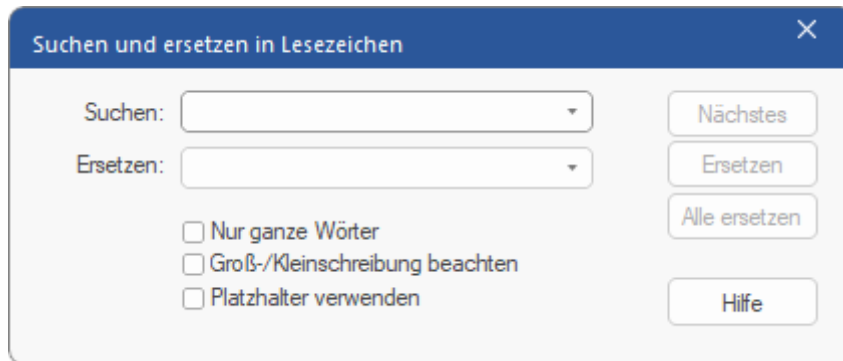 Suchen und ersetzen in Lesezeichen
Suchen:
Nächstes
Ersetzen:
Ersetzen
Alle ersetzen
Nur ganze Wörter
Groß-/Kleinschreibung beachten
Platzhalter verwenden
Hilfe